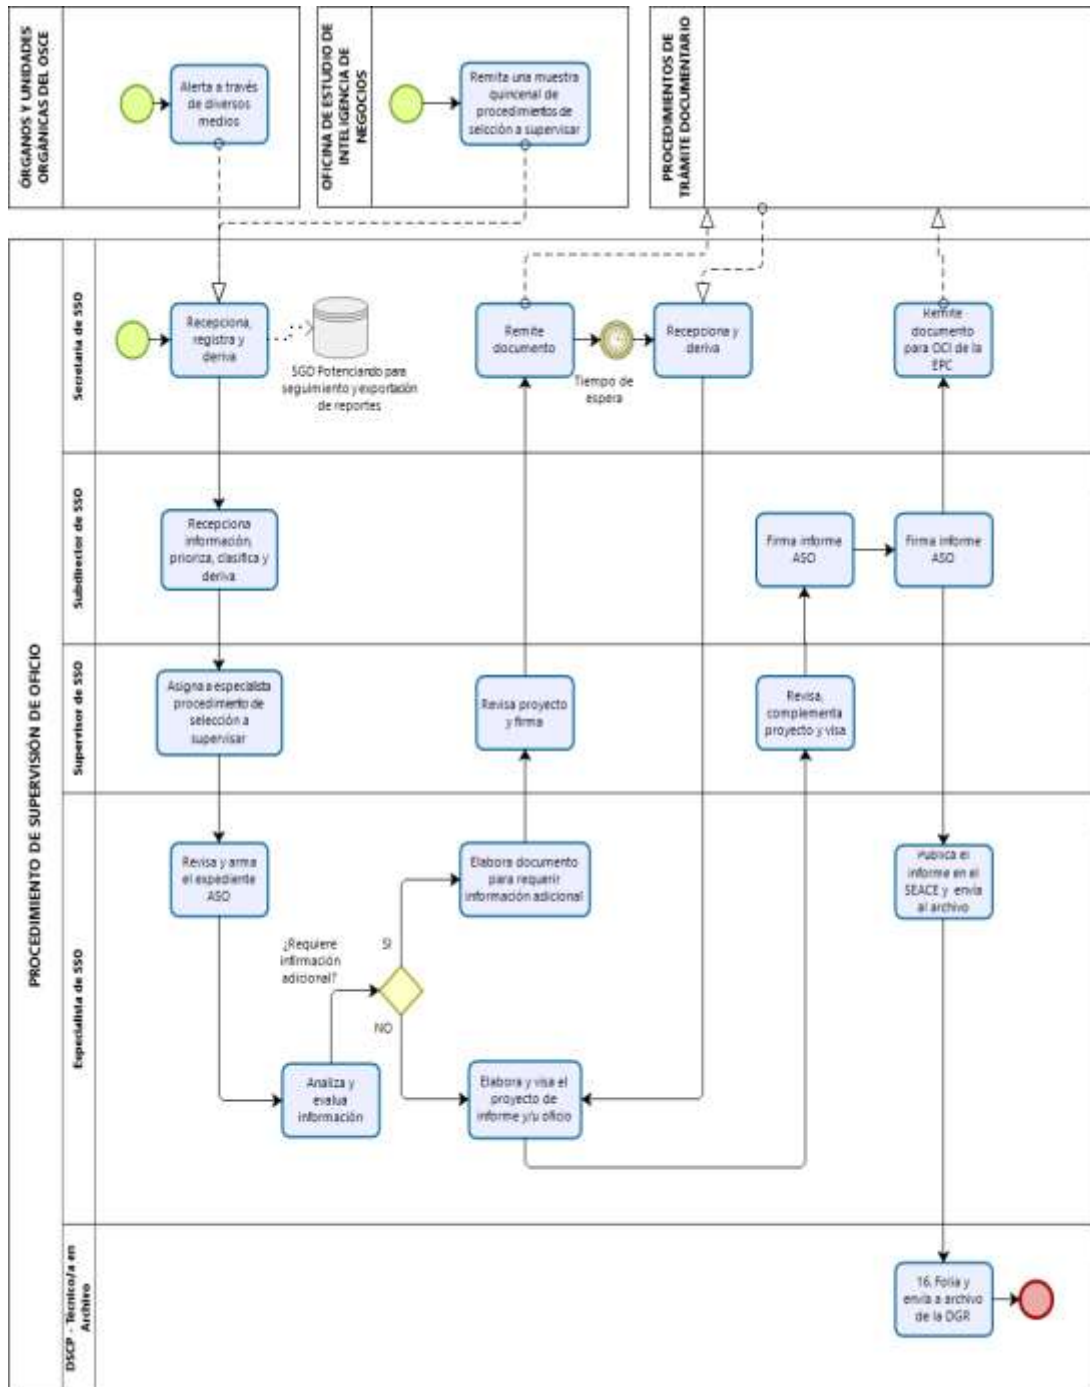 ÓRGANOS Y UNIDADES
ORGÁNICAS DEL OSCE
Alerta a través
de diversos
medios
OFICINA DE ESTUDIO DE
INTELIGENCIA DE
NEGOCIOS
Remita una muestra
quincenal de
procedimientos de
selción a supervisar
PROCEDIMIENTOS DE
TRÁMITE DOCUMENTARIO
PROCEDIMIENTO DE SUPERVISIÓN DE OFICIO
Secretaria de SSO
Recepciona,
registra y
deriva
SGD Potenciando para
seguimiento y exportación
de reportes
Remite
documento
Tiempo de
espera
Recepciona y
deriva
Remite
documento
para OCI de la
EPC
Subdirector de SSO
Recepciona
información,
prioriza, clasifica y
deriva
Firma informe
ASO
Firma informe
ASO
Supervisor de SSO
Asigna a especialista
procedimiento de
selección a
supervisar
Revisa proyecto
y firma
Revisa,
complementa
proyecto y visa
Especialista de SSO
Revisa y arma
el expediente
ASO
Elabora documento
para requerir
información adicional
Publica el
informe en el
SEACE y envía
al archivo
¿Requiere
infirmación
adicional?
SI
NO
Analiza y
evalua
información
Elabora y visa el
proyecto de
informe y/u oficio
DSCP - Técnico/a en
Archivo
16. Folia y
envía a archivo
de la DGR